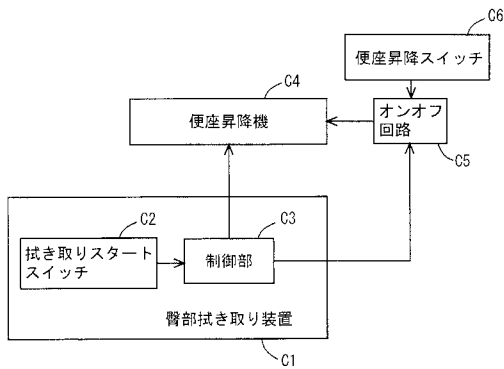 C6
便座昇降スイッチ
C4
便座昇降機
オンオフ
回路
C5
C2
拭き取りスタート
スイッチ
C3
制御部
臀部拭き取り装置
C1